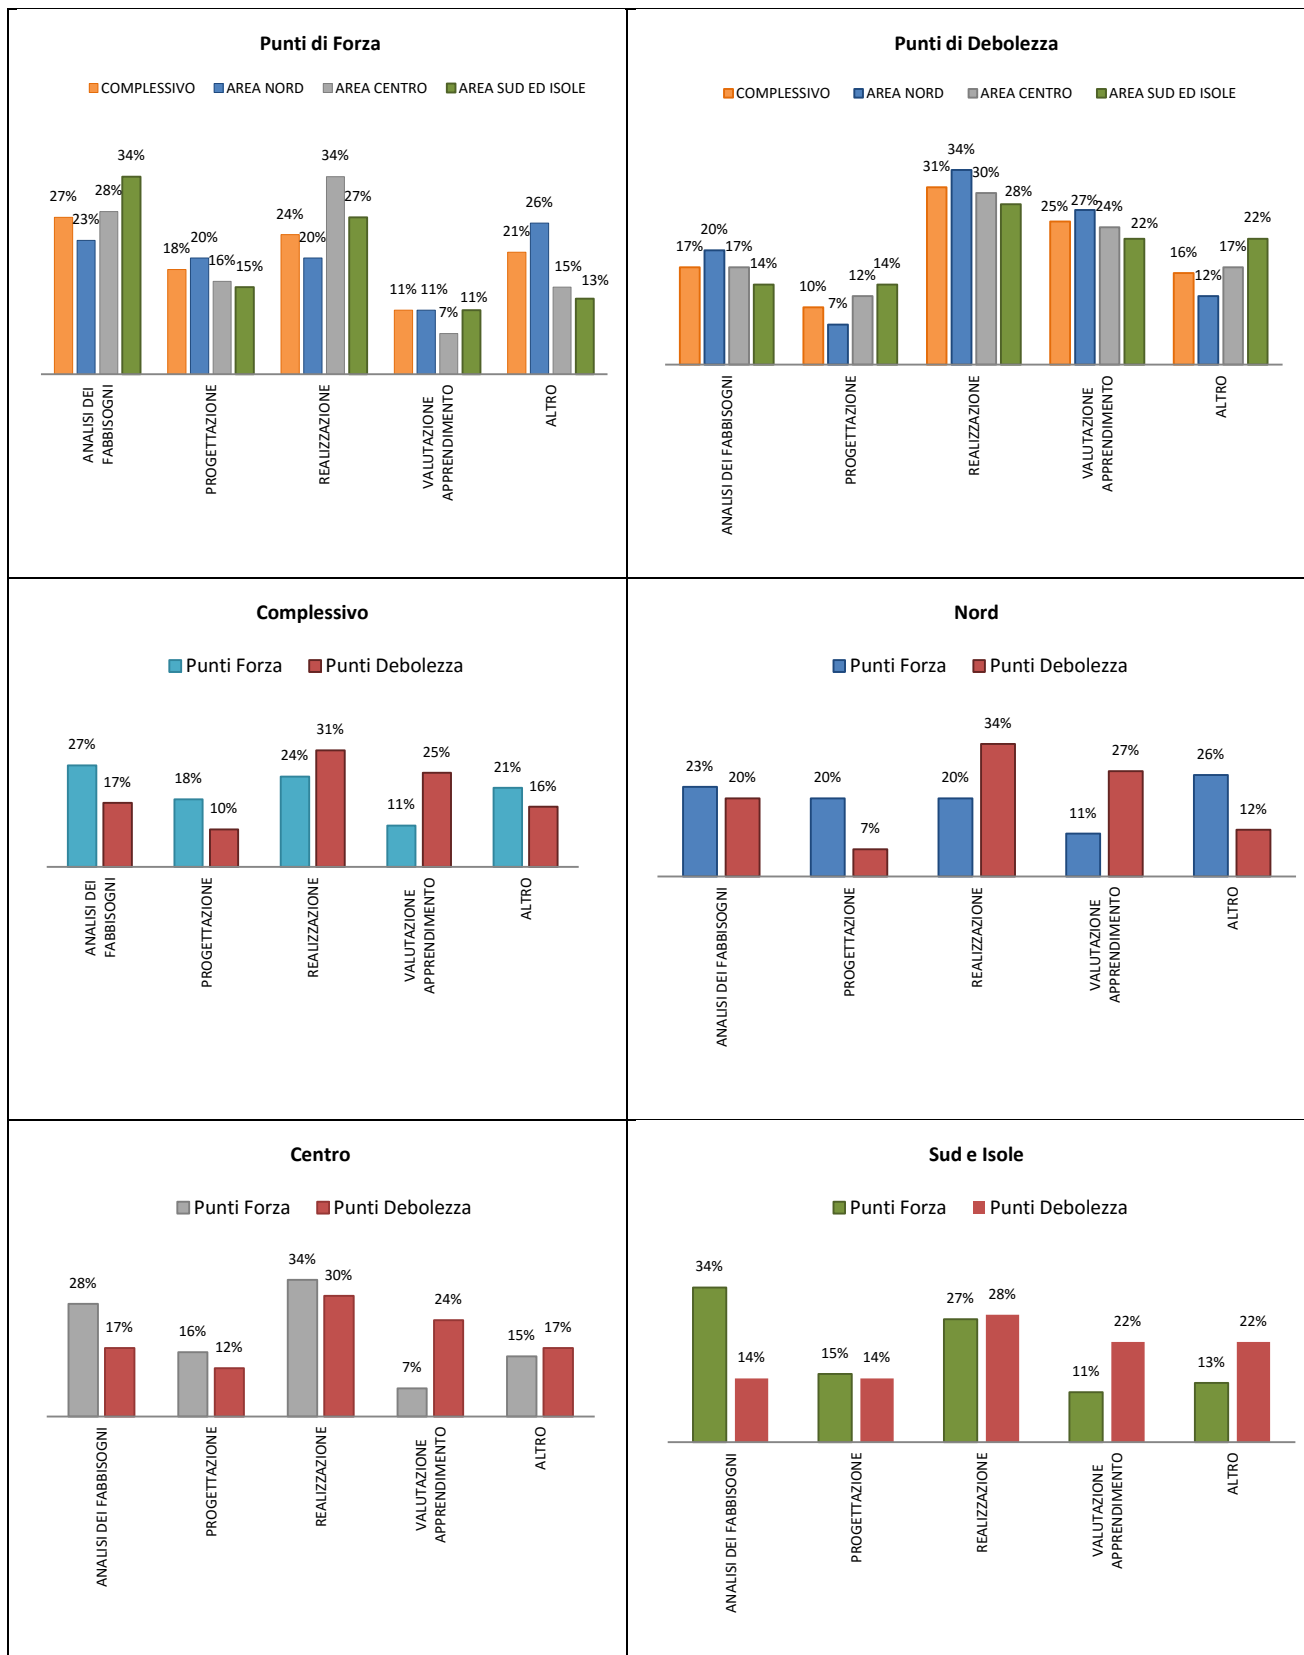 Punti di Forza
COMPLESSIVO AREA NORD AREA CENTRO AREA SUD ED ISOLE
27% 23% 28% 34%
18% 20% 16% 15%
24% 20% 34% 27%
11% 11% 7% 11%
21% 26% 15% 13%
ANALISI DEI
FABBISOGNI
PROGETTAZIONE
REALIZZAZIONE
VALUTAZIONE
APPRENDIMENTO
ALTRO
Punti di Debolezza
COMPLESSIVO AREA NORD AREA CENTRO AREA SUD ED ISOLE
17% 20% 17% 14%
10% 7% 12% 14%
31% 34% 30% 28%
25% 27% 24% 22%
16% 12% 17% 22%
ANALISI DEI FABBISOGNI
PROGETTAZIONE
REALIZZAZIONE
VALUTAZIONE
APPRENDIMENTO
ALTRO
Complessivo
Punti Forza Punti Debolezza
27% 17%
18% 10%
24% 31%
11% 25%
21% 16%
ANALISI DEI
FABBISOGNI
PROGETTAZIONE
REALIZZAZIONE
VALUTAZIONE
APPRENDIMENTO
ALTRO
Nord
Punti Forza Punti Debolezza
23% 20%
20% 7%
20% 34%
11% 27%
26% 12%
ANALISI DEI FABBISOGNI
PROGETTAZIONE
REALIZZAZIONE
VALUTAZIONE
APPRENDIMENTO
ALTRO
Centro
Punti Forza Punti Debolezza
28% 17%
16% 12%
34% 30%
7% 24%
15% 17%
ANALISI DEI FABBISOGNI
PROGETTAZIONE
REALIZZAZIONE
VALUTAZIONE
APPRENDIMENTO
ALTRO
Sud e Isole
Punti Forza Punti Debolezza
34% 14%
15% 14%
27% 28%
11% 22%
13% 22%
ANALISI DEI FABBISOGNI
PROGETTAZIONE
REALIZZAZIONE
VALUTAZIONE
APPRENDIMENTO
ALTRO